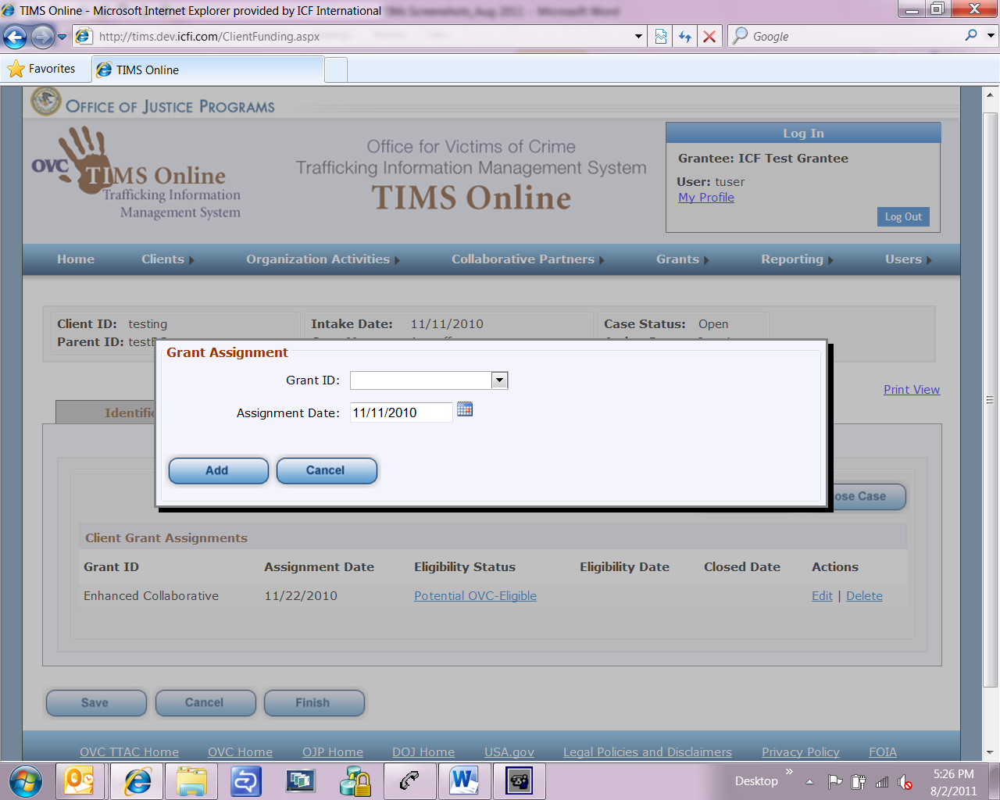 TIMS Online - Microsoft Internet Explorer provided by ICF International
TIMs Screenshots_Aug 2011 - Microsoft Word
http://tims.dev.icfi.com/ClientFunding.aspx
Google
Favorites
TIMS Online
OFFICE OF JUSTICE PROGRAMS
OVC TIMS Online
Trafficking Information
Management System
Office for Victims of Crime
Trafficking Information Management System
TIMS Online
Log In
Grantee: ICF Test Grantee
User: tuser
My Profile
Log Out
Home Clients Organization Activities Collaborative Partners Grants Reporting Users
Client ID: testing Intake Date: 11/11/2010 Case Status: Open
Parent ID:
Print View
Grant Assignment
Grant ID:
Assignment Date: 11/11/2010
Add Cancel
Case
Client Grant Assignments
Grant ID Assignment Date Eligibility Status Eligibility Date Closed Date Actions
Enhanced Collaborative 11/22/2010 Potential OVC-Eligible Edit | Delete
Save Cancel Finish
OVC TTAC Home OVC Home OJP Home DOJ Home USA.gov Legal Policies and Disclaimers Privacy Policy FOIA
Desktop
5:26 PM
8/2/2011